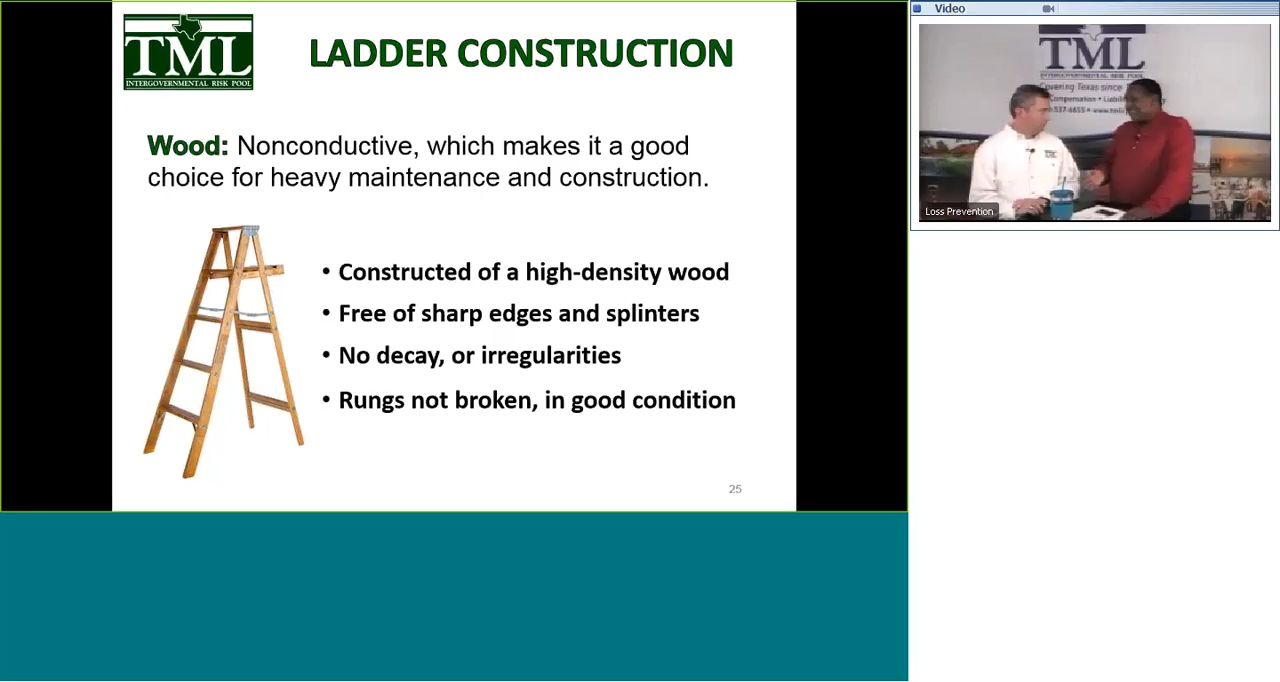 TML
INTERGOVERNMENTAL RISK POOL
LADDER CONSTRUCTION
Wood: Nonconductive, which makes it a good
choice for heavy maintenance and construction.
• Constructed of a high-density wood
• Free of sharp edges and splinters
• No decay, or irregularities
• Rungs not broken, in good condition
25
Video
TML
INTERGOVERNMENTAL RISK POOL
Covering Texas since
Compensation • Liabili
537-6655 • www.tml
Loss Prevention